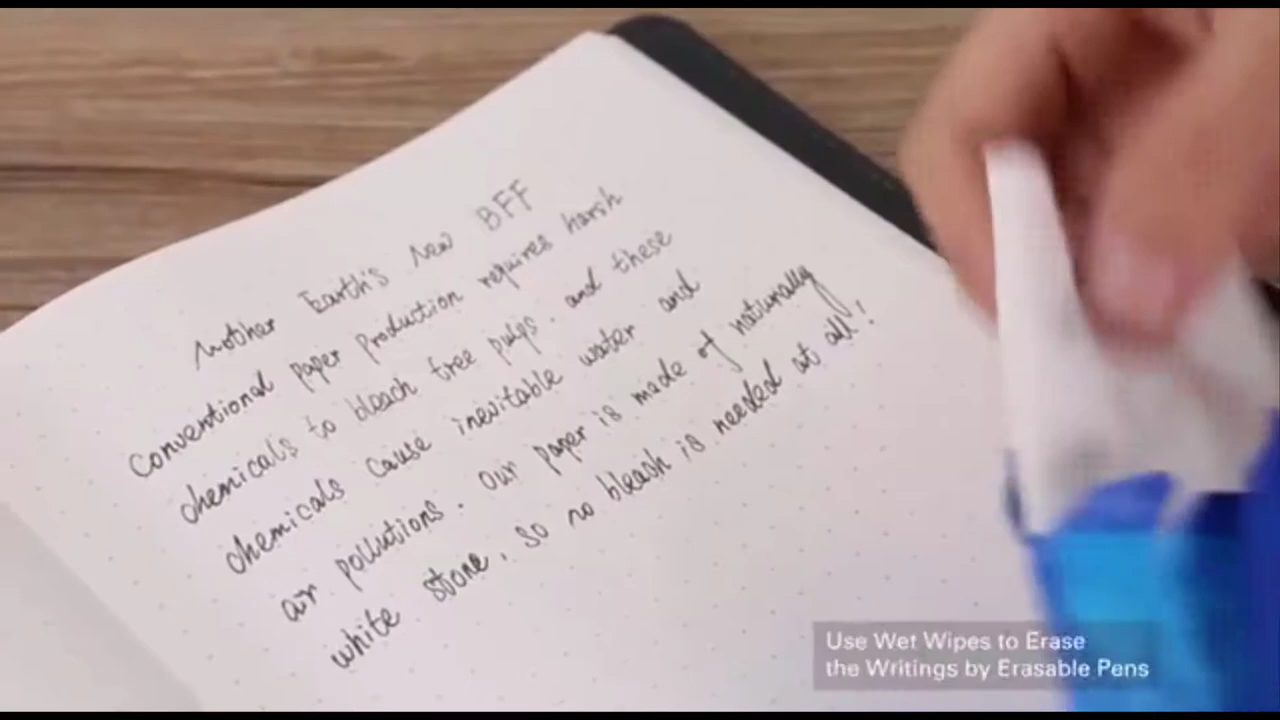 Mother Earth's New BFF
Conventional paper production requires harsh
chemicals to bleach tree pulps. and these
chemicals cause inevitable water and
air pollutions. Our paper is made of naturally
white stone, so no bleash is needed at all!
Use Wet Wipes to Erase
the Writings by Erasable Pens